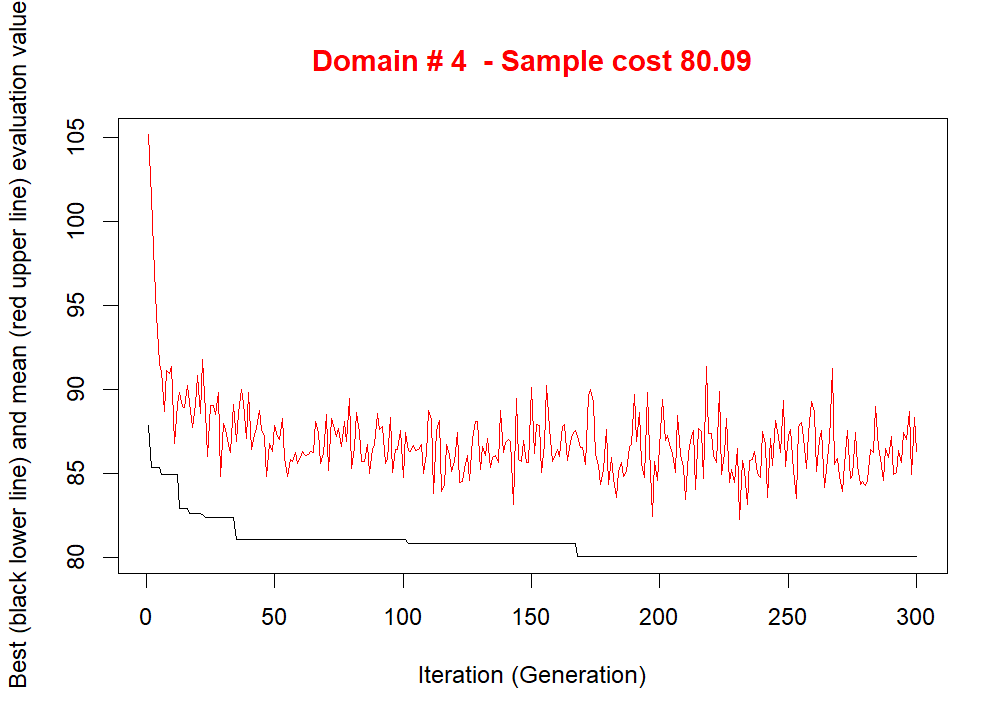 Domain # 4  - Sample cost 80.09
Best (black lower line) and mean (red upper line) evaluation value
105
100
95
90
85
80
0 50 100 150 200 250 300
Iteration (Generation)